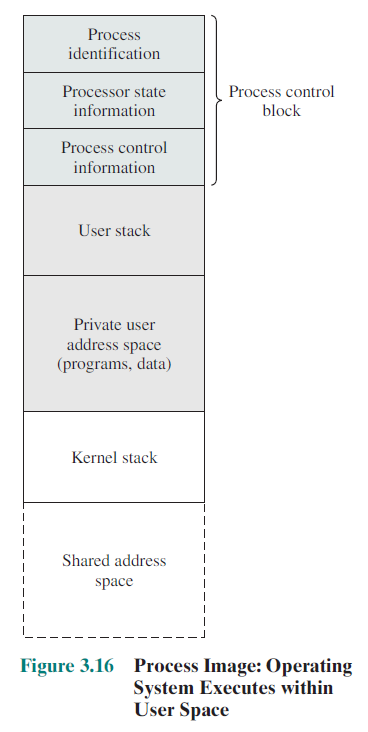 Process
identification
Processor state
information
Process control
block
Process control
information
User stack
Private user
address space
(programs, data)
Kernel stack
Shared address
space
Figure 3.16 Process Image: Operating
System Executes within
User Space